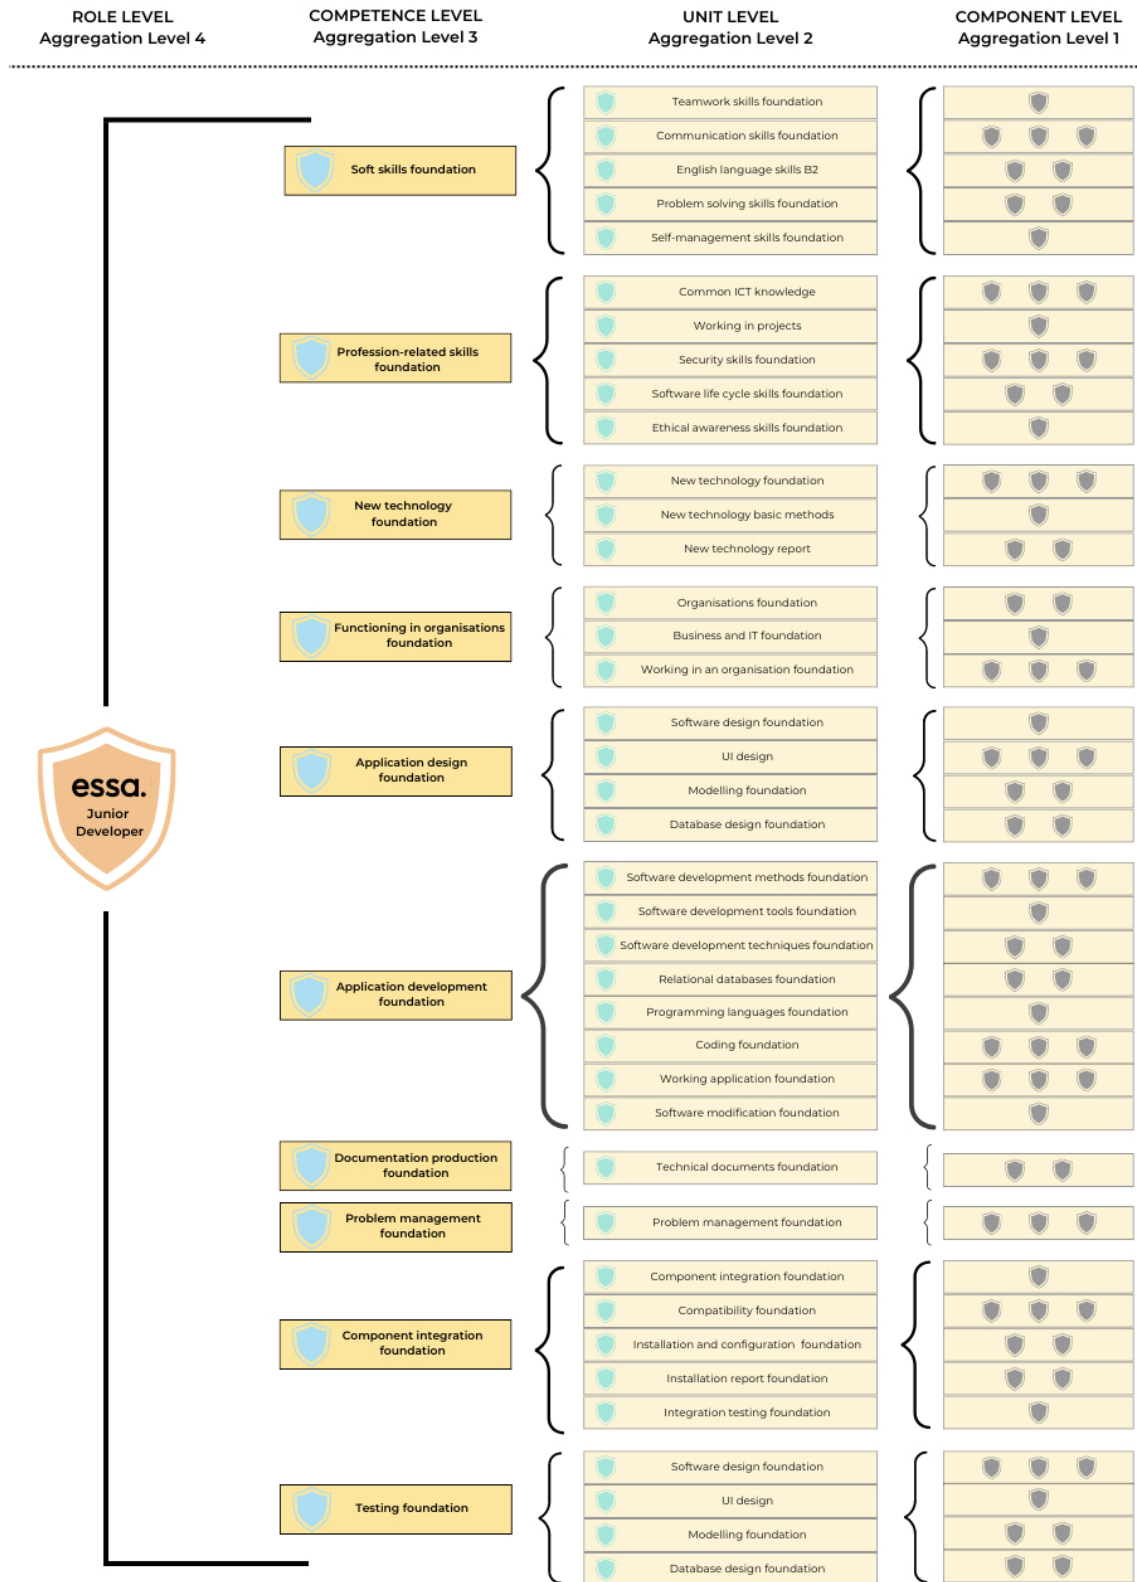 ROLE LEVEL
Aggregation Level 4
COMPETENCE LEVEL
Aggregation Level 3
UNIT LEVEL
Aggregation Level 2
COMPONENT LEVEL
Aggregation Level 1
essa.
Junior
Developer
Soft skills foundation
Teamwork skills foundation
Communication skills foundation
English language skills B2
Problem solving skills foundation
Self-management skills foundation
Profession-related skills
foundation
Common ICT knowledge
Working in projects
Security skills foundation
Software life cycle skills foundation
Ethical awareness skills foundation
New technology
foundation
New technology foundation
New technology basic methods
New technology report
Functioning in organisations
foundation
Organisations foundation
Business and IT foundation
Working in an organisation foundation
Application design
foundation
Software design foundation
UI design
Modelling foundation
Database design foundation
Application development
foundation
Software development methods foundation
Software development tools foundation
Software development techniques foundation
Relational databases foundation
Programming languages foundation
Coding foundation
Working application foundation
Software modification foundation
Documentation production
foundation
Technical documents foundation
Problem management
foundation
Problem management foundation
Component integration
foundation
Component integration foundation
Compatibility foundation
Installation and configuration foundation
Installation report foundation
Integration testing foundation
Testing foundation
Software design foundation
UI design
Modelling foundation
Database design foundation